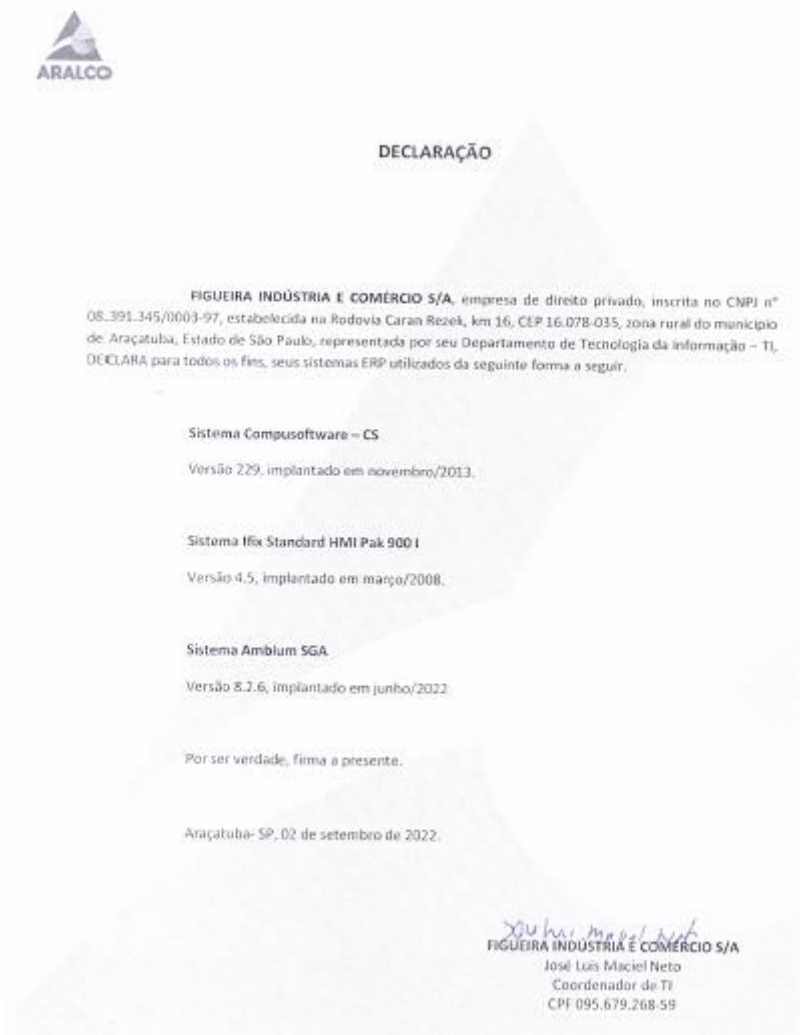 ARALCO
DECLARAÇÃO
FIGUEIRA INDÚSTRIA E COMÉRCIO S/A, empresa de direito privado, inscrita no CNPJ n°
08.391.345/0003-97, estabelecida na Rodovia Caran Rezek, km 16, CEP 16.078-035, zona rural do município
de Araçatuba, Estado de São Paulo, representada por seu Departamento de Tecnologia da Informação – TI,
DECLARA para todos os fins, seus sistemas ERP utilizados da seguinte forma a seguir.
Sistema Compusoftware – CS
Versão 229, implantado em novembro/2013.
Sistema Ifix Standard HMI Pak 900 I
Versão 4.5, implantado em março/2008.
Sistema Ambium SGA
Versão 8.2.6, implantado em junho/2022
Por ser verdade, firma a presente.
Araçatuba- SP, 02 de setembro de 2022.
FIGUEIRA INDÚSTRIA E COMÉRCIO S/A
José Luis Maciel Neto
Coordenador de TI
CPF 095.679.268-59